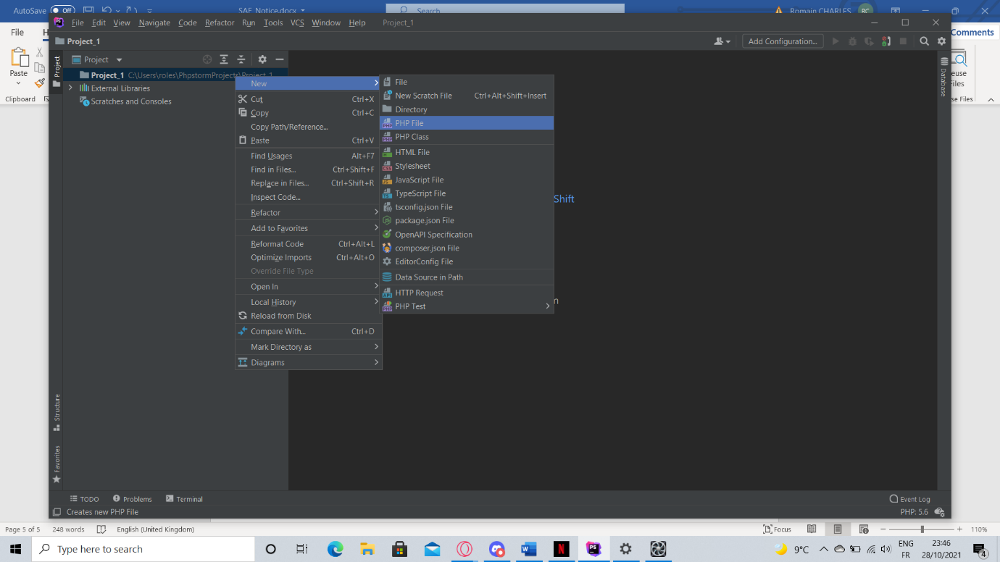 AutoSave Off SAE_Notice.docx Search Romain CHARLES RC
File Edit View Navigate Code Refactor Run Tools VCS Window Help Project_1
File H Comments
Project_1 Add Configuration...
Paste
Clipboard
euse
Files
se Files
Project
Project
Project_1 C:\Users\roles\PhpstormProjects\Project_1
External Libraries
Scratches and Consoles
Database
New
Cut Ctrl+X
Copy Ctrl+C
Copy Path/Reference...
Paste Ctrl+V
Find Usages Alt+F7
Find in Files... Ctrl+Shift+F
Replace in Files... Ctrl+Shift+R
Inspect Code...
Refactor
Add to Favorites
Reformat Code Ctrl+Alt+L
Optimize Imports Ctrl+Alt+O
Override File Type
Open In
Local History
Reload from Disk
Compare With... Ctrl+D
Mark Directory as
Diagrams
File
New Scratch File Ctrl+Alt+Shift+Insert
Directory
PHP File
PHP Class
HTML File
Stylesheet
JavaScript File
TypeScript File
tsconfig.json File
package.json File
OpenAPI Specification
composer.json File
EditorConfig File
Data Source in Path
HTTP Request
PHP Test
Shift
n
Structure
Favorites
TODO Problems Terminal Event Log
Creates new PHP File PHP: 5.6
Page 5 of 5 248 words English (United Kingdom) Focus 110%
Type here to search
9°C
ENG
FR
23:46
28/10/2021
4